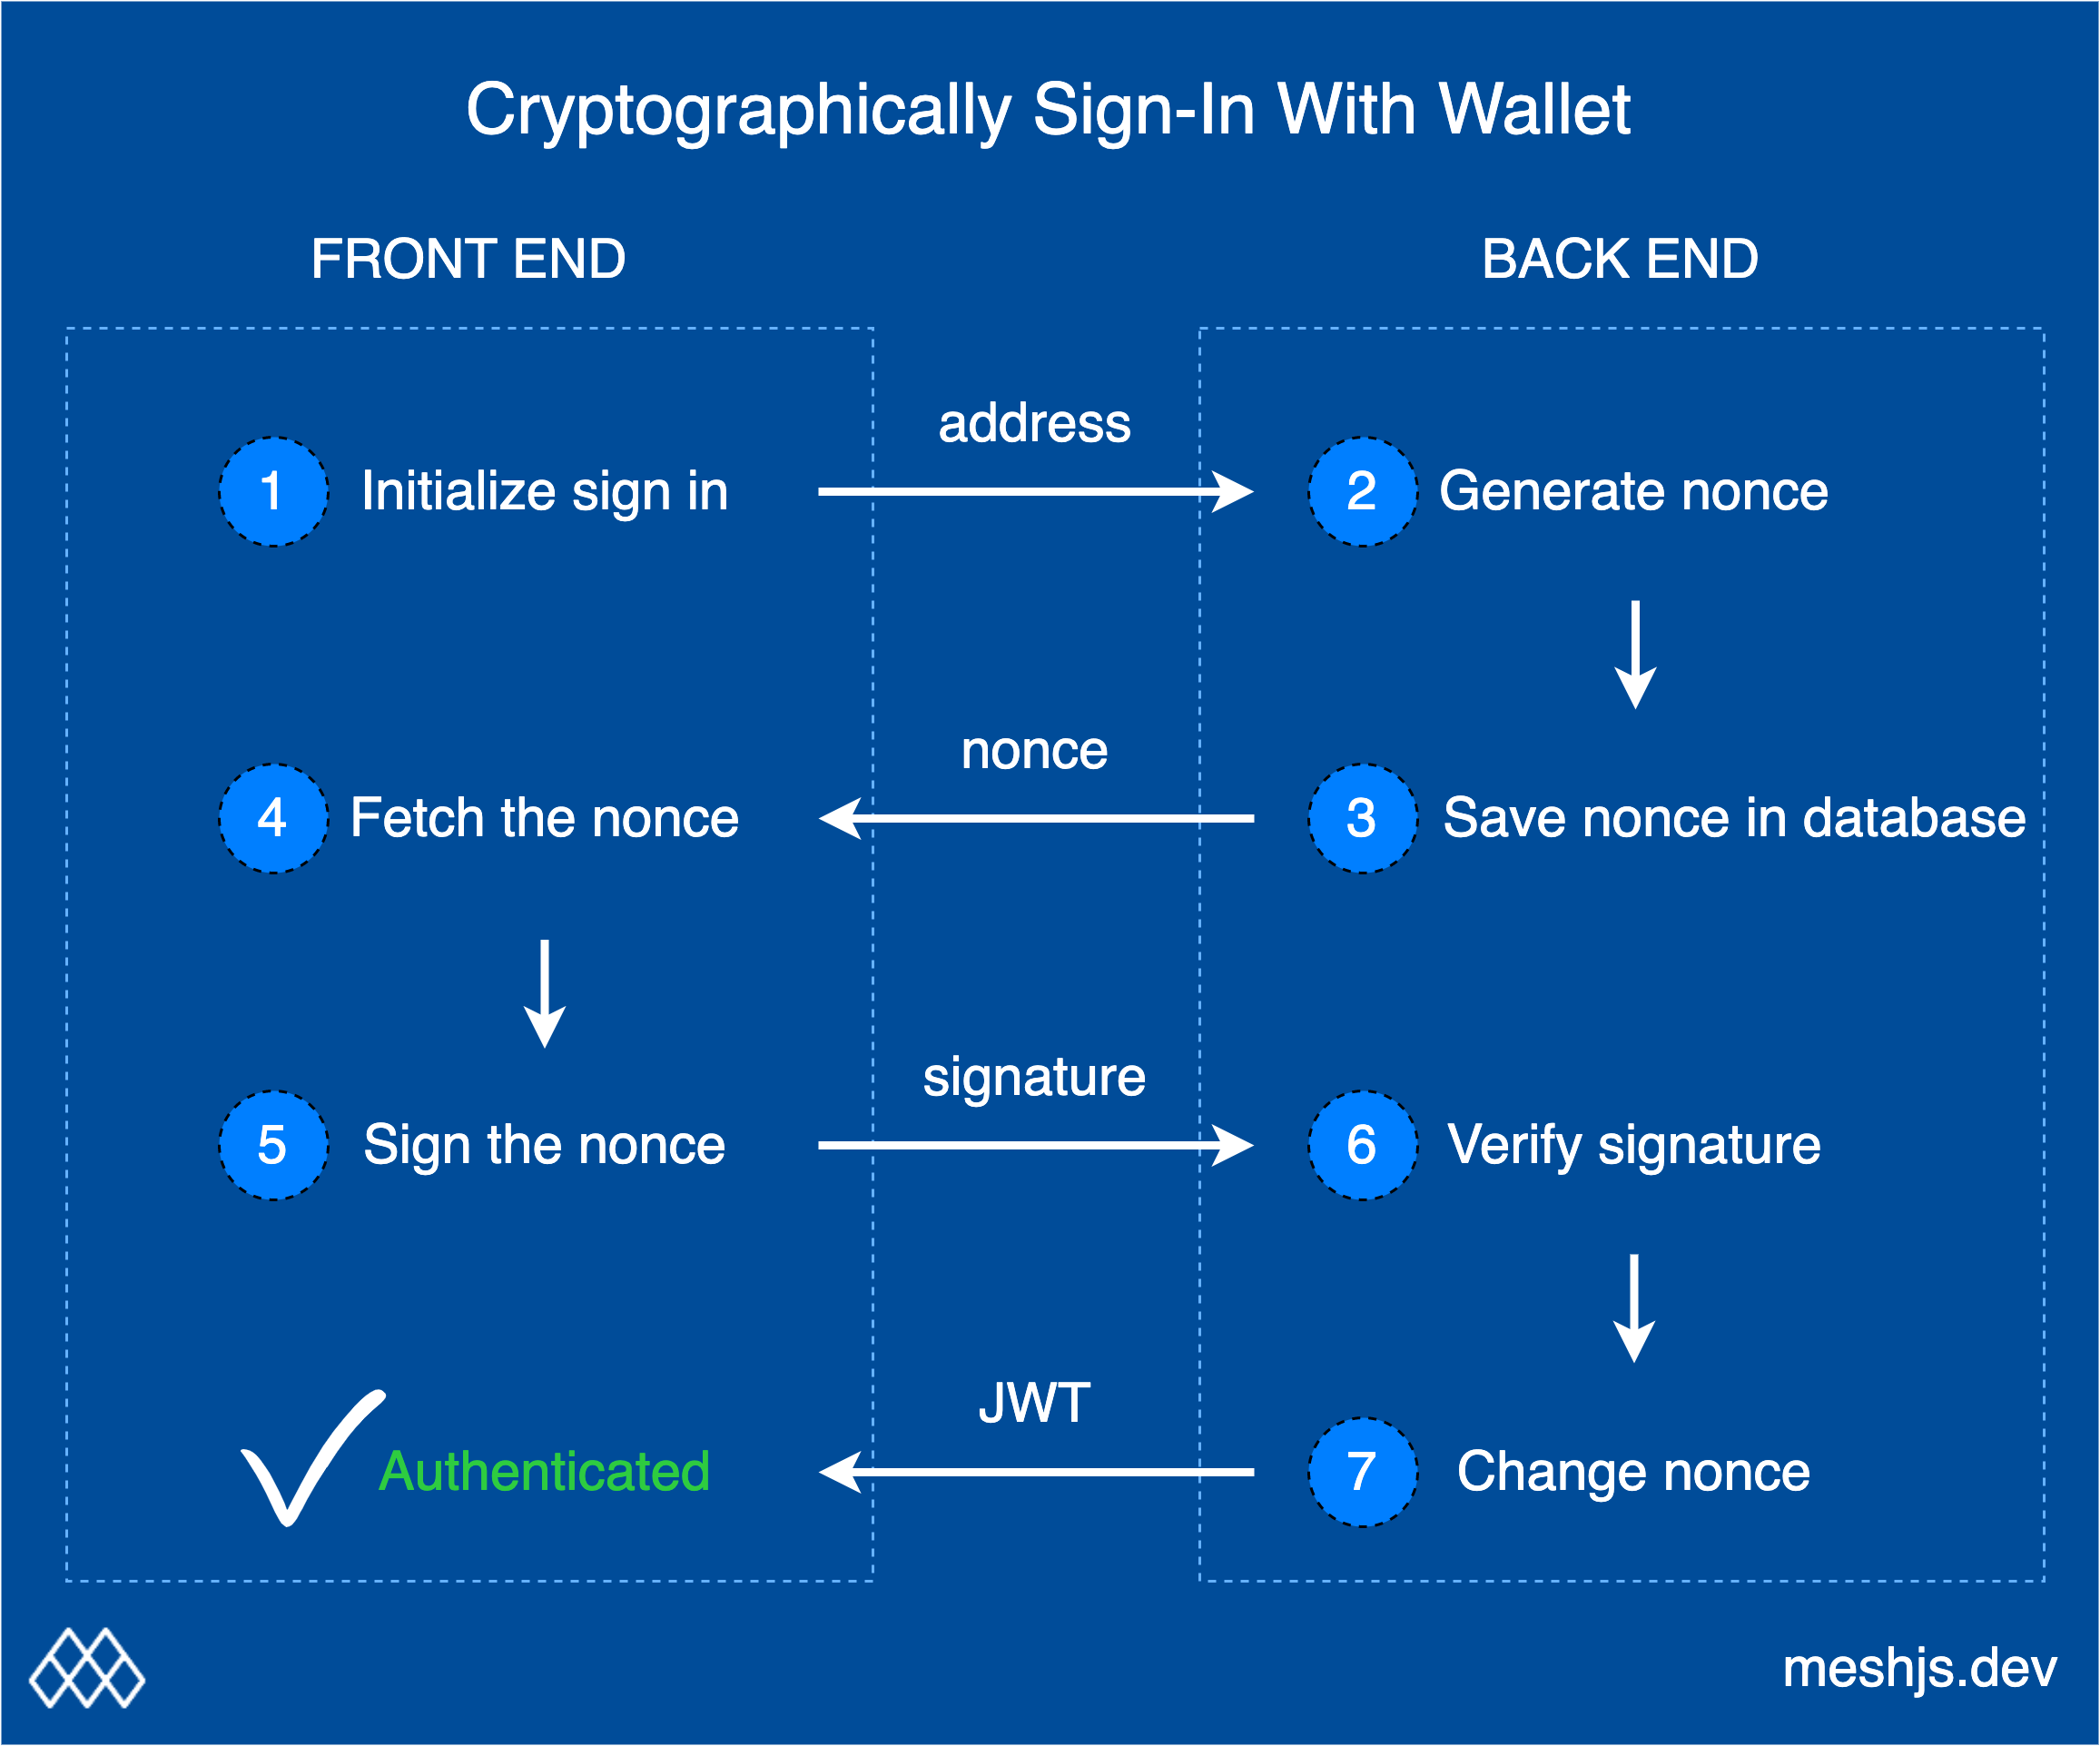 Cryptographically Sign-In With Wallet
FRONT END
BACK END
address
1 Initialize sign in
2 Generate nonce
nonce
4 Fetch the nonce
3 Save nonce in database
signature
5 Sign the nonce
6 Verify signature
JWT
Authenticated
7 Change nonce
meshjs.dev